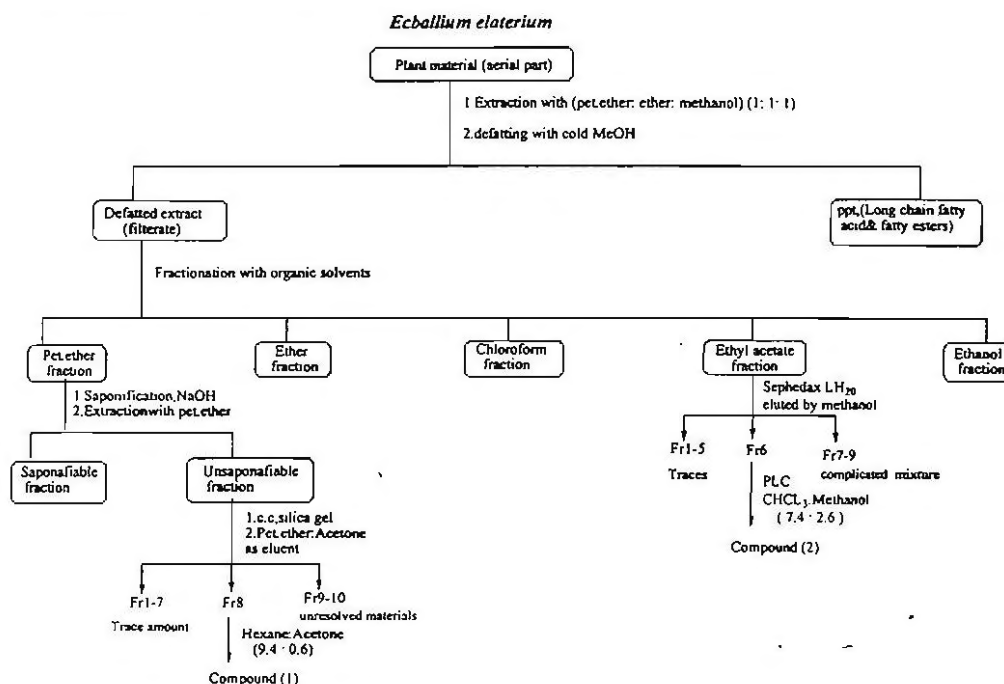 Ecballium elaterium
Plant material (aerial part)
1 Extraction with (pet.ether: ether: methanol) (1: 1: 1)
2.defatting with cold MeOH
Defatted extract
(filterate)
ppt,(Long chain fatty
acid& fatty esters)
Fractionation with organic solvents
Pet.ether
fraction
Ether
fraction
Chloroform
fraction
Ethyl acetate
fraction
Ethanol
fraction
1 Saponification,NaOH
2.Extractionwith pet.ether
Sephedax LH20
eluted by methanol
Saponafiable
fraction
Unsaponafiable
fraction
Fr1-5
Fr6
Fr7-9
Traces
complicated mixture
PLC
CHCL3.Methanol
(7.4 : 2.6)
Compound (2)
1.c.c,silica gel
2.Pet.ether:Acetone
as eluent
Fr1-7
Fr8
Fr9-10
Trace amount
unresolved materials
Hexane:Acetone
(9.4 : 0.6)
Compound (1)